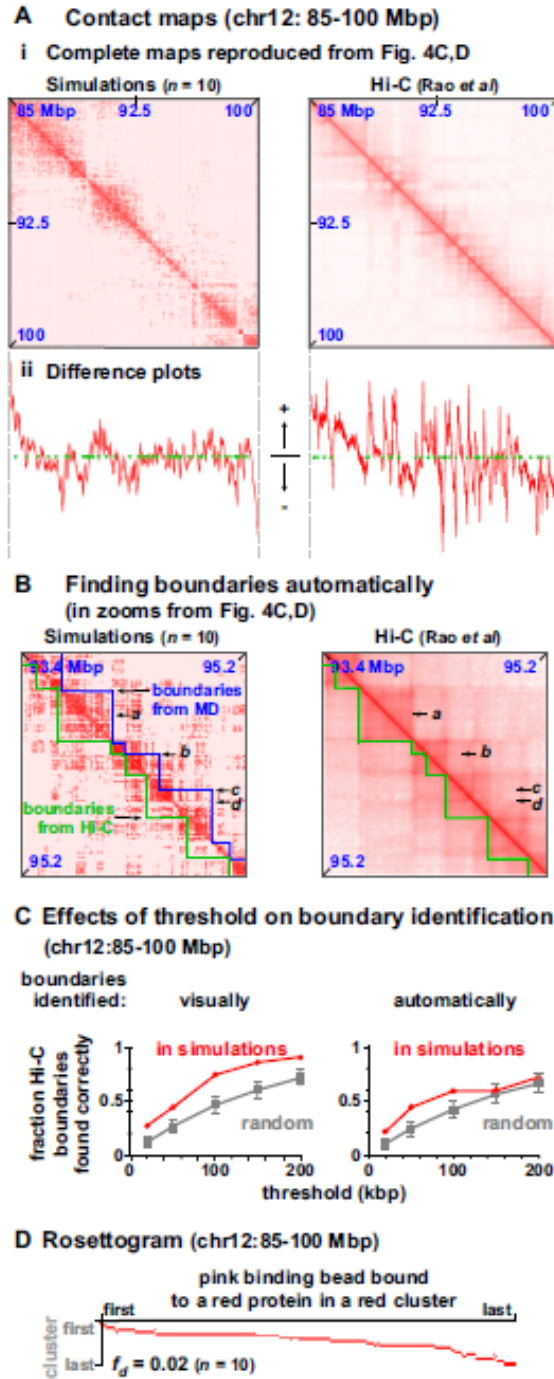 A Contact maps (chr12: 85-100 Mbp)
i Complete maps reproduced from Fig. 4C,D
Simulations (n = 10)
Hi-C (Rao et al)
85 Mbp 92.5 100
92.5
100
85 Mbp 92.5 100
92.5
100
ii Difference plots
+
-
B Finding boundaries automatically
(in zooms from Fig. 4C,D)
Simulations (n = 10)
Hi-C (Rao et al)
93.4 Mbp 95.2
boundaries
from MD
a
b
c
d
boundaries
from Hi-C
95.2
93.4 Mbp 95.2
a
b
c
d
95.2
C Effects of threshold on boundary identification
(chr12:85-100 Mbp)
boundaries
identified: visually automatically
fraction Hi-C
boundaries
found correctly
1
0.5
0
in simulations
random
0 100 200
1
0.5
0
in simulations
random
0 100 200
threshold (kbp)
D Rosettogram (chr12:85-100 Mbp)
pink binding bead bound
first to a red protein in a red cluster last
cluster
first
last
f_d = 0.02 (n = 10)